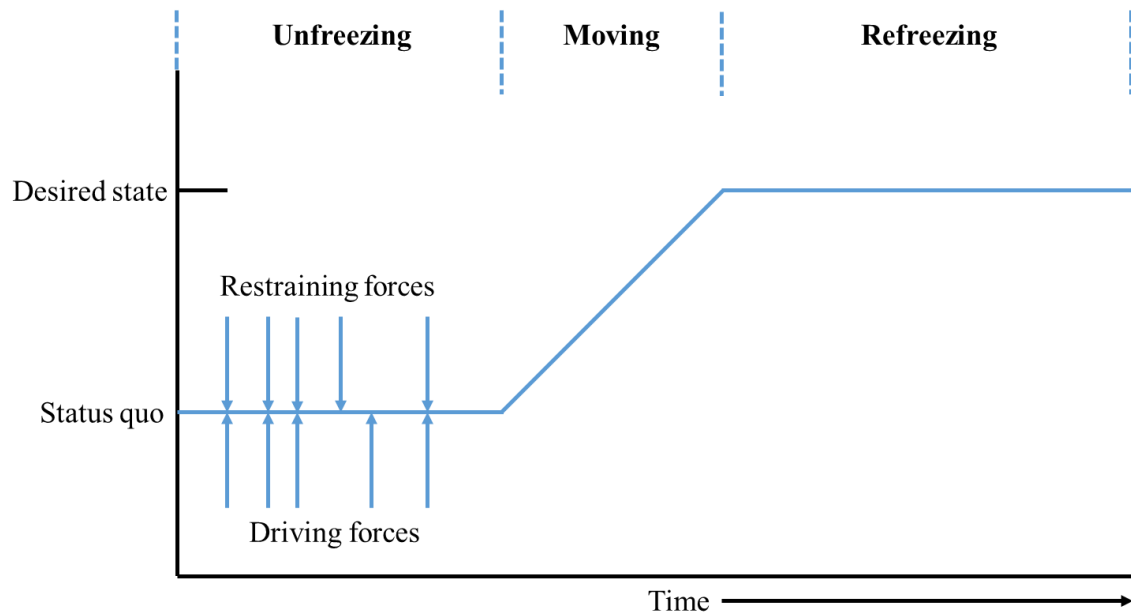 Unfreezing
Moving
Refreezing
Desired state
Restraining forces
Status quo
Driving forces
Time